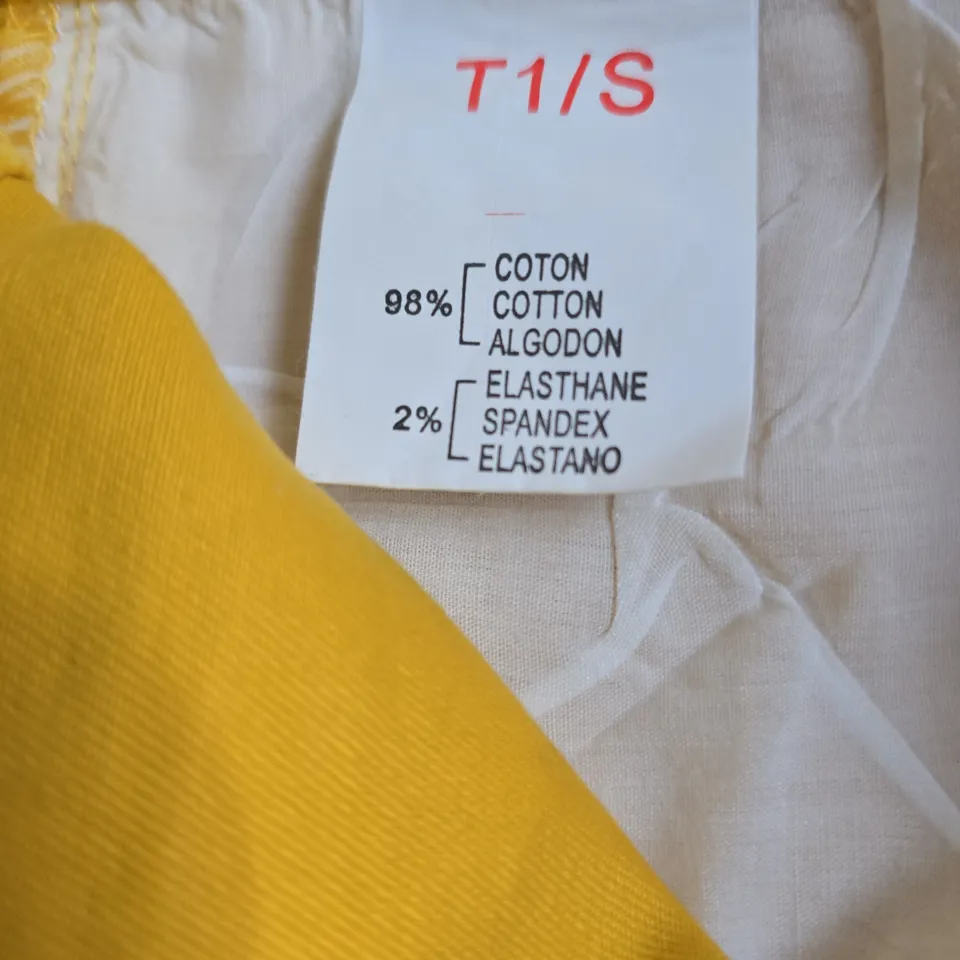 T1/S
98%
COTON
COTTON
ALGODON
2%
ELASTHANE
SPANDEX
ELASTANO